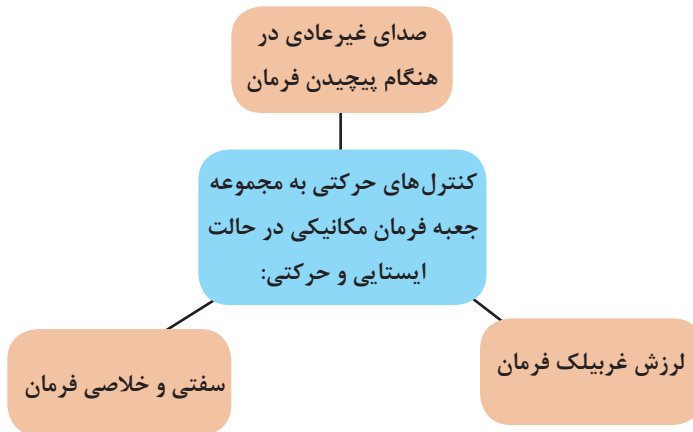 صدای غیرعادی در
هنگام پیچیدن فرمان
کنترل‌های حرکتی به مجموعه
جعبه فرمان مکانیکی در حالت
ایستایی و حرکتی:
لرزش غربیلک فرمان
سفتی و خلاصی فرمان